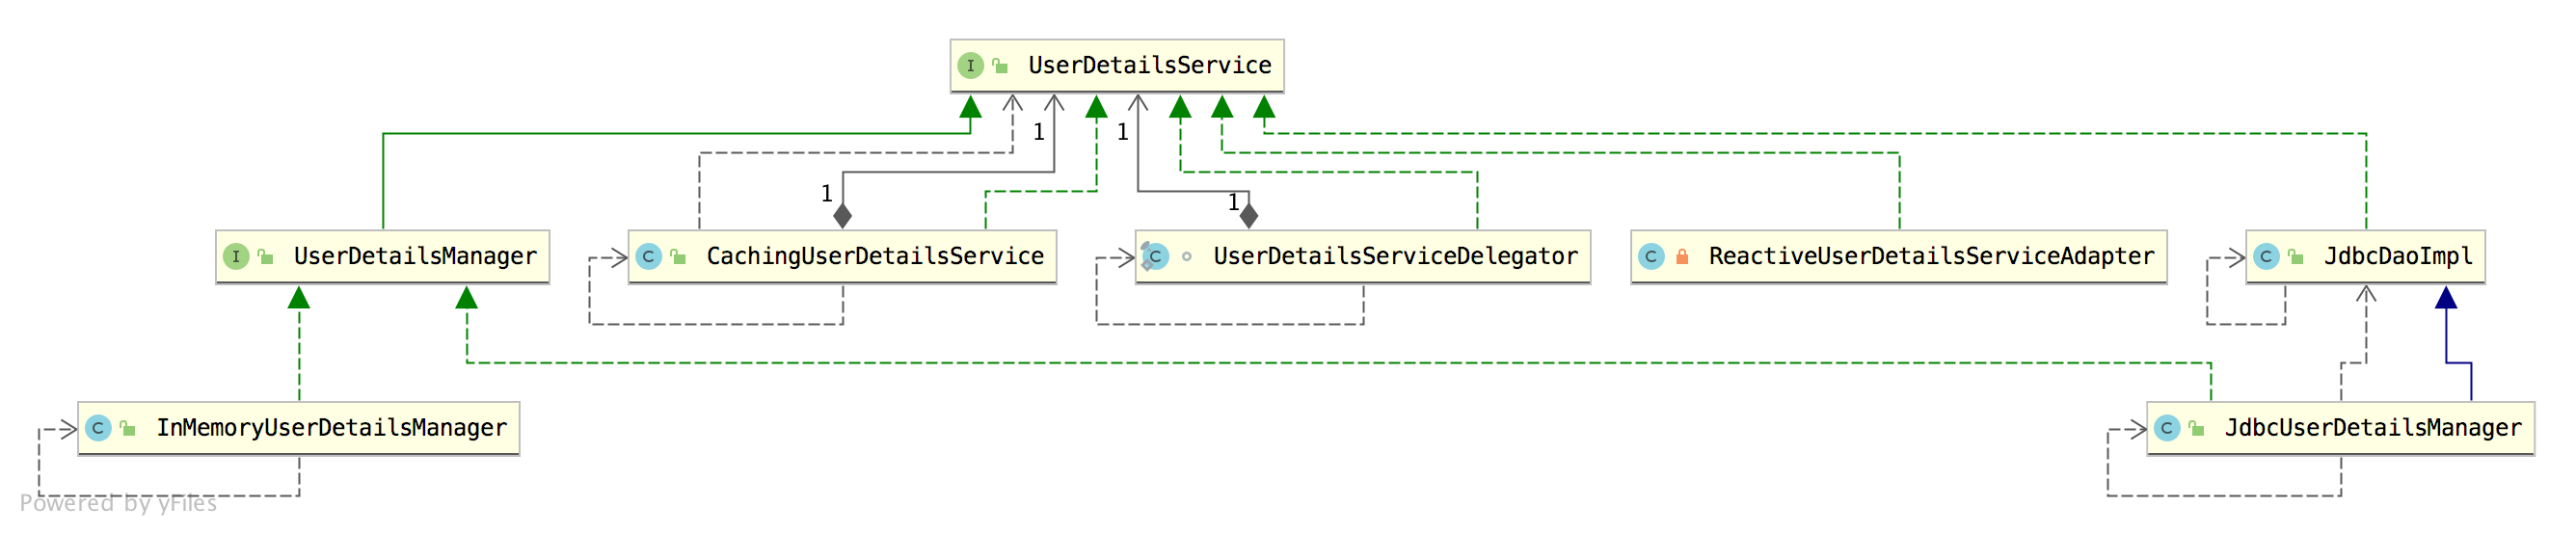 I UserDetailsService
1 1
1 1
I UserDetailsManager
C CachingUserDetailsService
C UserDetailsServiceDelegator
C ReactiveUserDetailsServiceAdapter
C JdbcDaoImpl
C InMemoryUserDetailsManager
C JdbcUserDetailsManager
Powered by yFiles